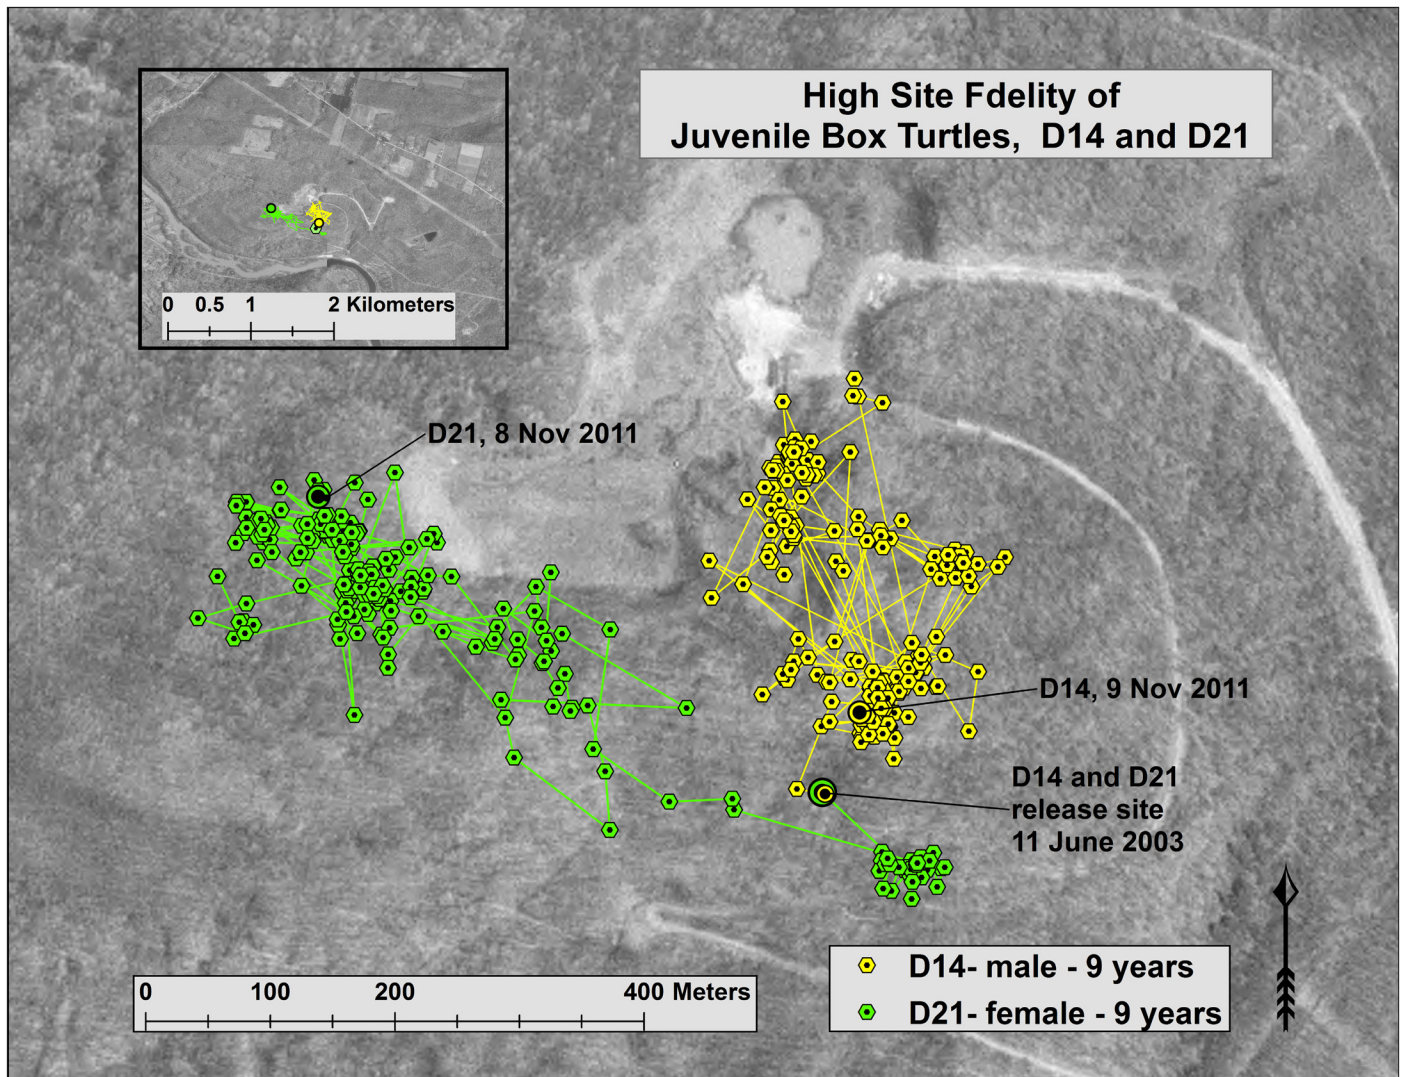 High Site Fdelity of
Juvenile Box Turtles, D14 and D21
0 0.5 1 2 Kilometers
D21, 8 Nov 2011
D14, 9 Nov 2011
D14 and D21
release site
11 June 2003
D14- male - 9 years
D21- female - 9 years
0 100 200 400 Meters